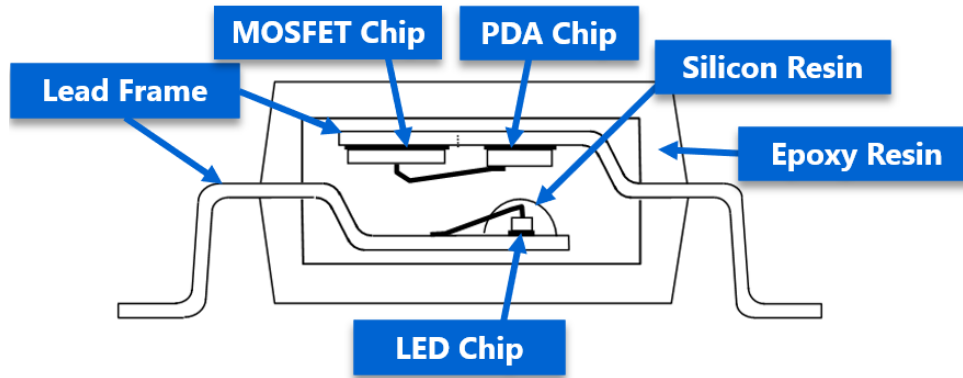 MOSFET Chip
PDA Chip
Silicon Resin
Lead Frame
Epoxy Resin
LED Chip